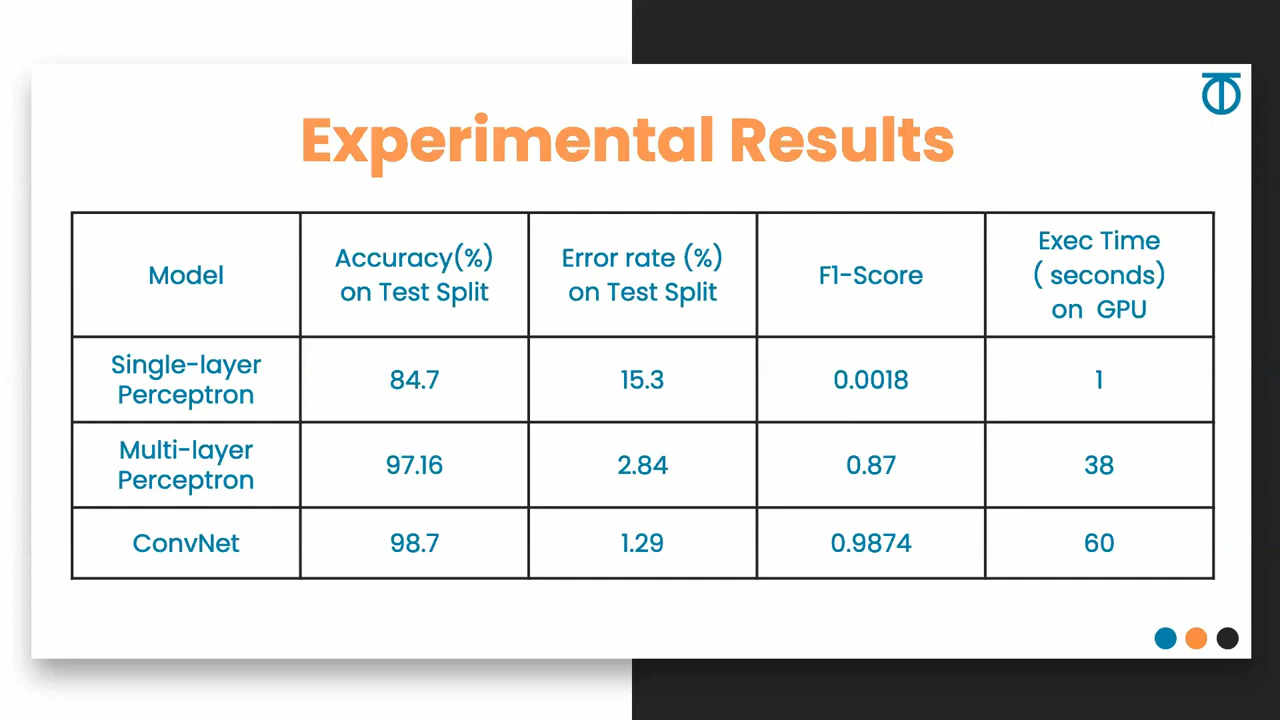 Experimental Results
Model
Accuracy(%)
on Test Split
Error rate (%)
on Test Split
F1-Score
Exec Time
( seconds)
on GPU
Single-layer
Perceptron
84.7
15.3
0.0018
1
Multi-layer
Perceptron
97.16
2.84
0.87
38
ConvNet
98.7
1.29
0.9874
60